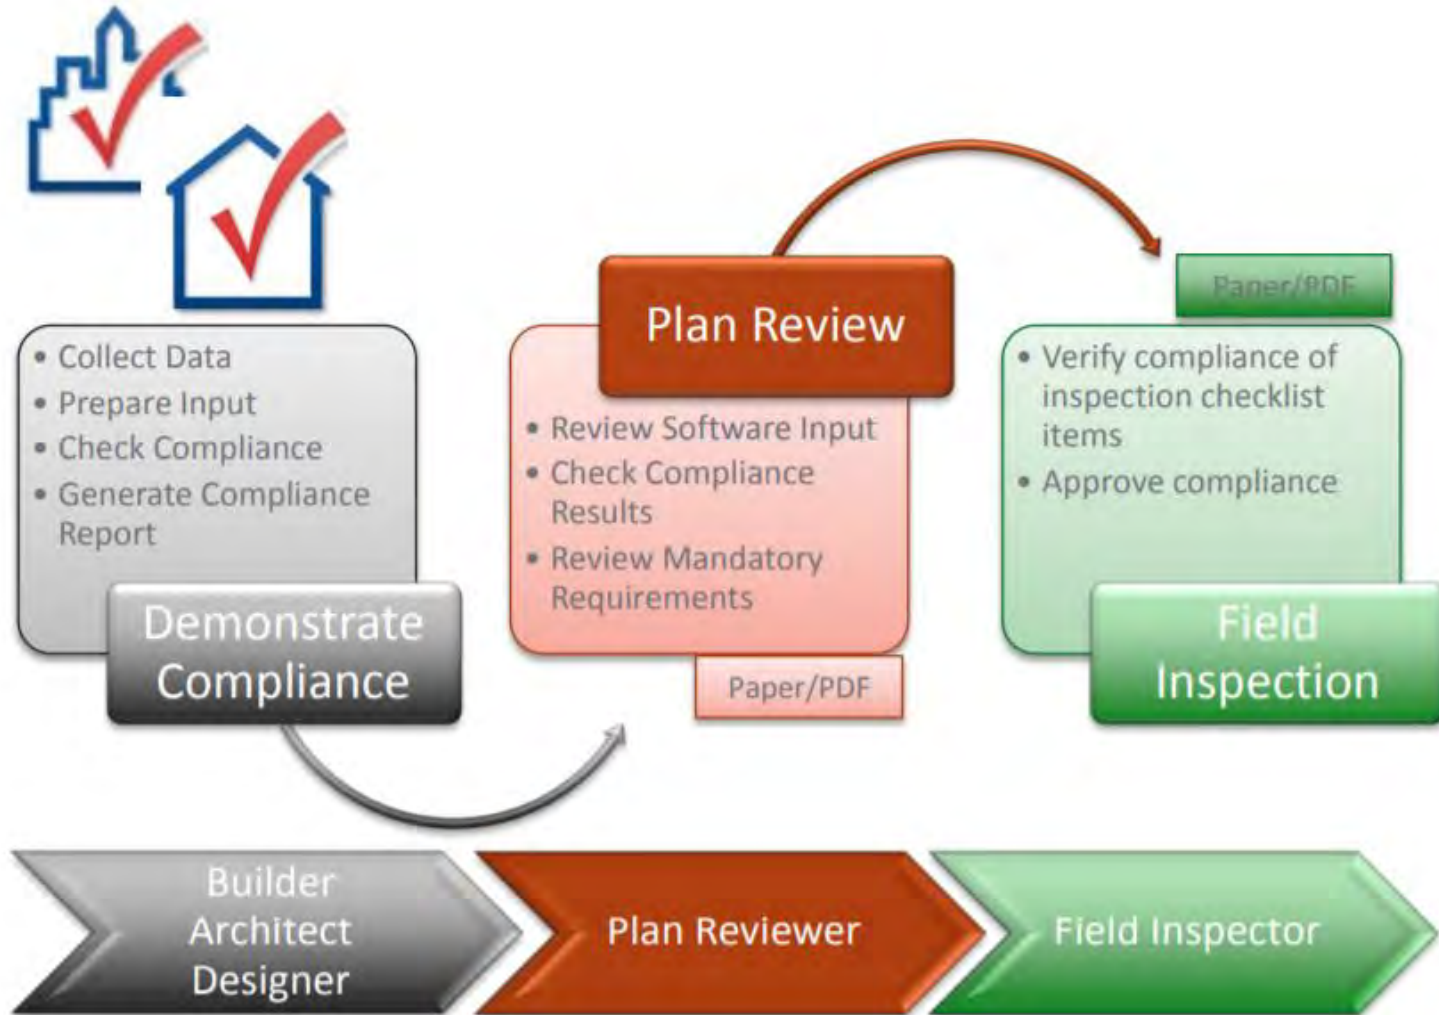 • Collect Data
• Prepare Input
• Check Compliance
• Generate Compliance
Report
Demonstrate
Compliance
Plan Review
• Review Software Input
• Check Compliance
Results
• Review Mandatory
Requirements
Paper/PDF
Paper/PDF
• Verify compliance of
inspection checklist
items
• Approve compliance
Field
Inspection
Builder
Architect
Designer
Plan Reviewer
Field Inspector